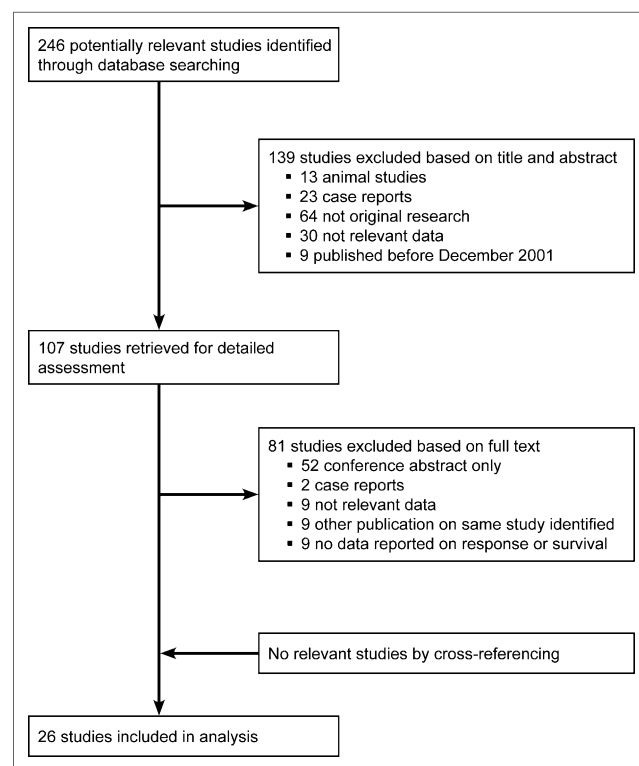 246 potentially relevant studies identified
through database searching
139 studies excluded based on title and abstract
▪ 13 animal studies
▪ 23 case reports
▪ 64 not original research
▪ 30 not relevant data
▪ 9 published before December 2001
107 studies retrieved for detailed
assessment
81 studies excluded based on full text
▪ 52 conference abstract only
▪ 2 case reports
▪ 9 not relevant data
▪ 9 other publication on same study identified
▪ 9 no data reported on response or survival
No relevant studies by cross-referencing
26 studies included in analysis